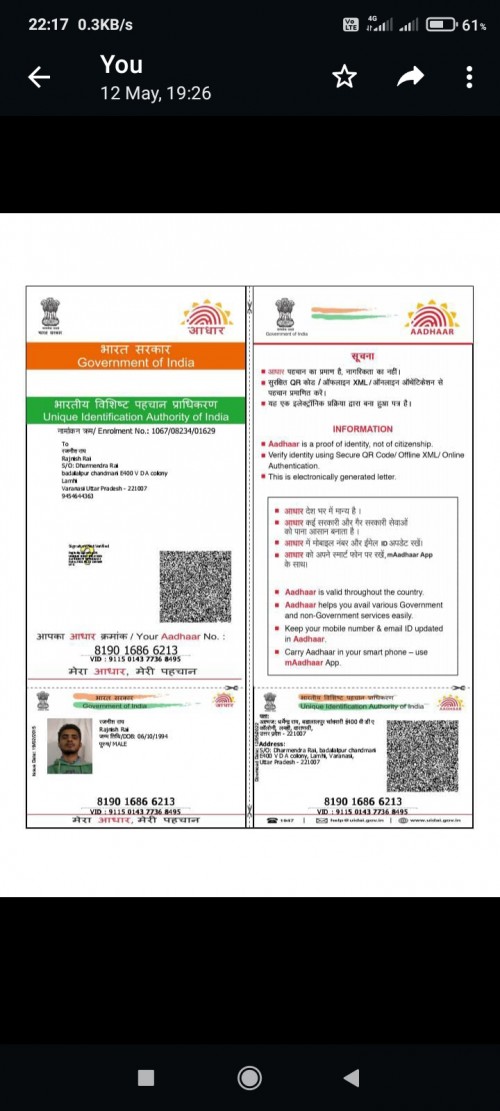 22:17 0.3KB/s
Vo LTE 4G 61%
You
12 May, 19:26
भारत सरकार
आधार
भारत सरकार
Government of India
भारतीय विशिष्ट पहचान प्राधिकरण
Unique Identification Authority of India
नामांकन क्रम/ Enrolment No.: 1067/08234/01629
To
रजनीश राय
Rajnish Rai
S/O: Dharmendra Rai
badalalpur chandmari E400 V D A colony
Lamhi
Varanasi Uttar Pradesh - 221007
9454644363
आपका आधार क्रमांक / Your Aadhaar No. :
8190 1686 6213
VID : 9115 0143 7736 8495
मेरा आधार, मेरी पहचान
Government of India
AADHAAR
सूचना
आधार पहचान का प्रमाण है, नागरिकता का नहीं।
सुरक्षित QR कोड / ऑफलाइन XML / ऑनलाइन ऑथेंटिकेशन से
पहचान प्रमाणित करें।
यह एक इलेक्ट्रॉनिक प्रक्रिया द्वारा बना हुआ पत्र है।
INFORMATION
Aadhaar is a proof of identity, not of citizenship.
Verify identity using Secure QR Code/ Offline XML/ Online
Authentication.
This is electronically generated letter.
आधार देश भर में मान्य है ।
आधार कई सरकारी और गैर सरकारी सेवाओं
को पाना आसान बनाता है ।
आधार में मोबाइल नंबर और ईमेल ID अपडेट रखें।
आधार को अपने स्मार्ट फोन पर रखें, mAadhaar App
के साथ।
Aadhaar is valid throughout the country.
Aadhaar helps you avail various Government
and non-Government services easily.
Keep your mobile number & email ID updated
in Aadhaar.
Carry Aadhaar in your smart phone – use
mAadhaar App.
भारत सरकार
Government of India
आधार
रजनीश राय
Rajnish Rai
जन्म तिथि/DOB: 06/10/1994
पुरुष/ MALE
8190 1686 6213
VID : 9115 0143 7736 8495
मेरा आधार, मेरी पहचान
भारतीय विशिष्ट पहचान प्राधिकरण
Unique Identification Authority of India
AADHAAR
पता:
उत्तर प्रदेश - 221007
Address:
S/O: Dharmendra Rai, badalalpur chandmari
E400 V D A colony, Lamhi, Varanasi,
Uttar Pradesh - 221007
8190 1686 6213
VID : 9115 0143 7736 8495
1947 | help@uidai.gov.in | www.uidai.gov.in